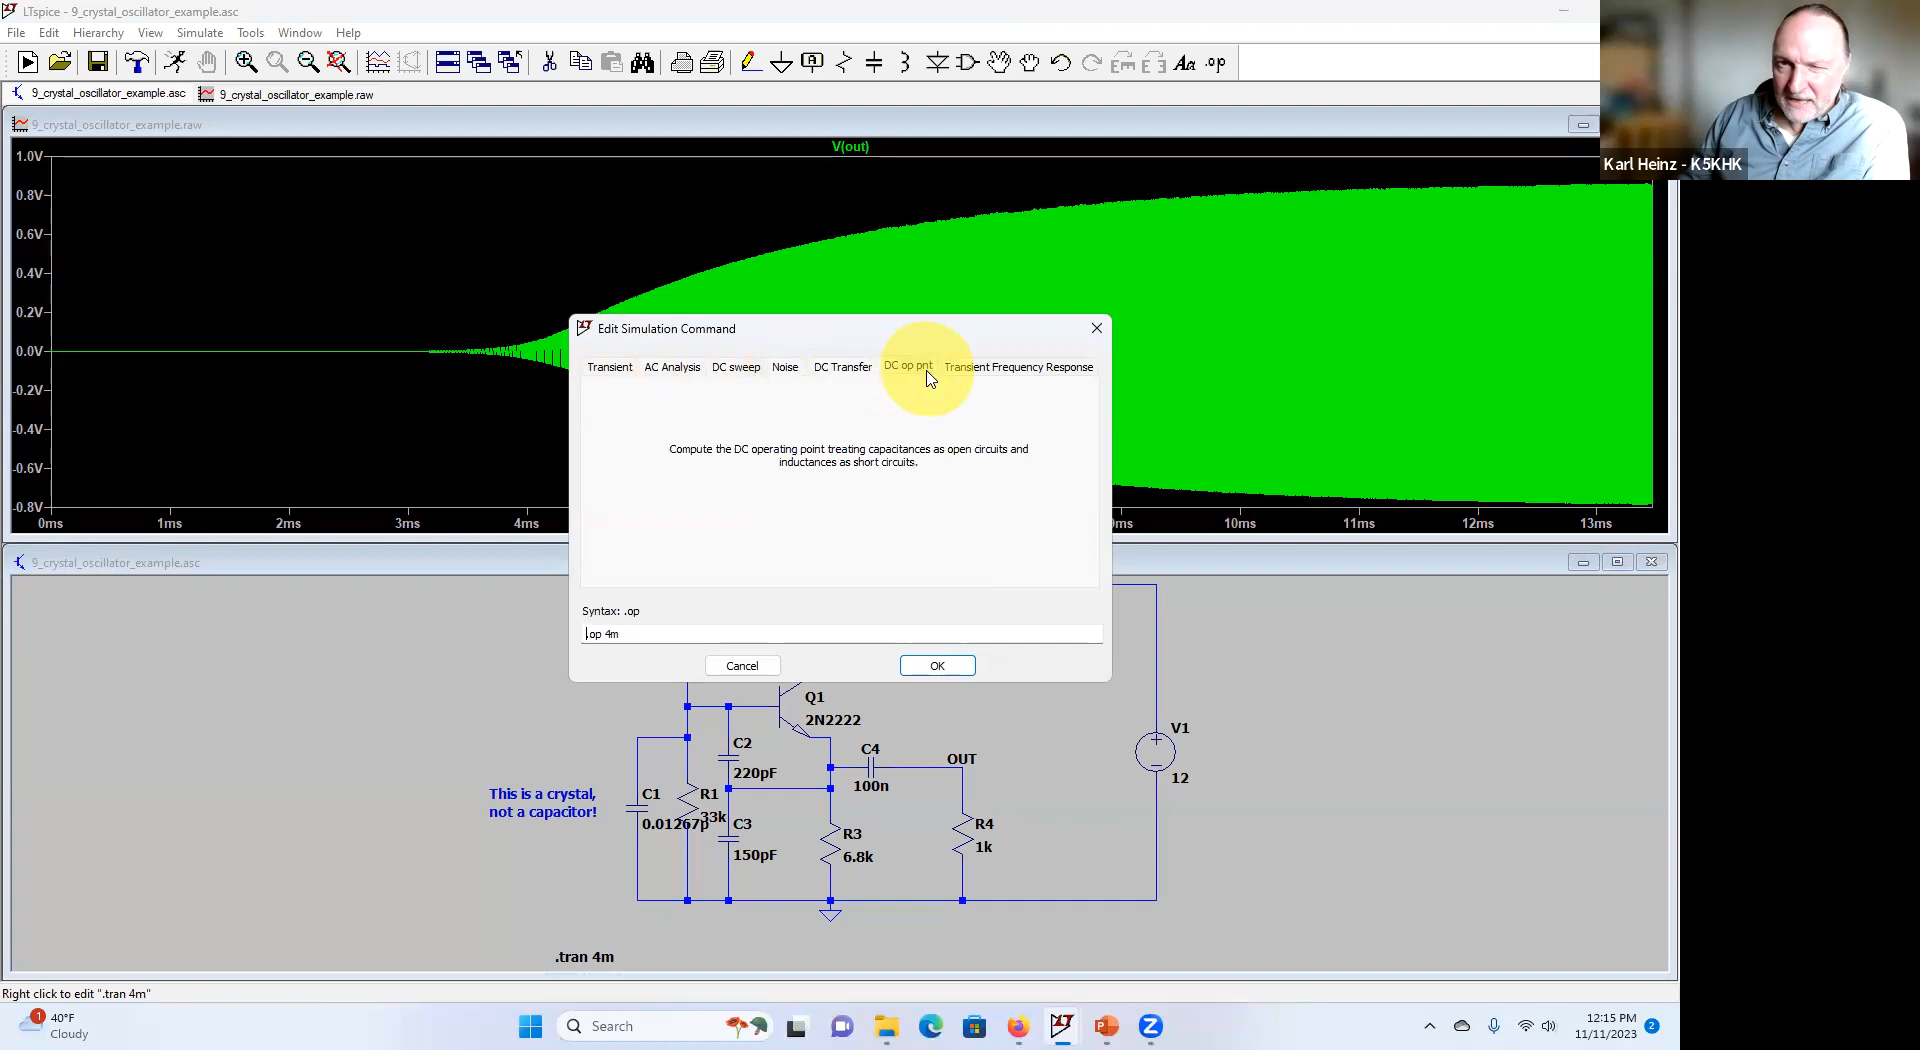 LTspice - 9_crystal_oscillator_example.asc
File Edit Hierarchy View Simulate Tools Window Help
.op
9_crystal_oscillator_example.asc 9_crystal_oscillator_example.raw
9_crystal_oscillator_example.raw
Karl Heinz - K5KHK
V(out)
1.0V
0.8V
0.6V
0.4V
0.2V
0.0V
-0.2V
-0.4V
-0.6V
-0.8V
0ms 1ms 2ms 3ms 4ms 10ms 11ms 12ms 13ms
Edit Simulation Command
Transient AC Analysis DC sweep Noise DC Transfer DC op pnt Transient Frequency Response
Compute the DC operating point treating capacitances as open circuits and
inductances as short circuits.
Syntax: .op
.op 4m
Cancel OK
9_crystal_oscillator_example.asc
Q1
2N2222
C2
220pF
C4
100n
OUT
V1
12
This is a crystal,
not a capacitor!
C1
0.01267p
R1
33k
C3
150pF
R3
6.8k
R4
1k
.tran 4m
Right click to edit ".tran 4m"
1
40°F
Cloudy
Search
12:15 PM
11/11/2023
2